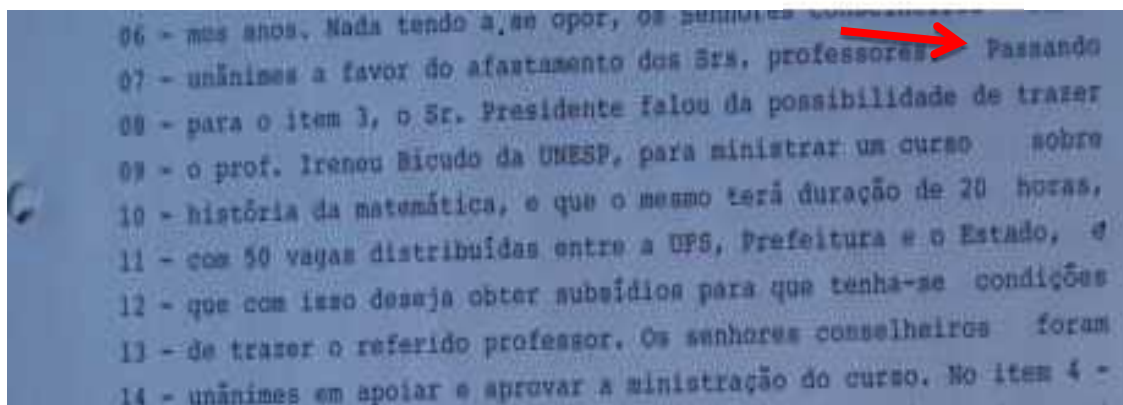 06 - mos anos. Nada tendo a se opor, os senhores conselheiros
07 - unânimes a favor do afastamento dos Srs. professores. Passando
08 - para o item 3, o Sr. Presidente falou da possibilidade de trazer
09 - o prof. Ireneu Bicudo da UNESP, para ministrar um curso sobre
10 - história da matemática, e que o mesmo terá duração de 20 horas,
11 - com 50 vagas distribuídas entre a UFS, Prefeitura e o Estado, e
12 - que com isso deseja obter subsídios para que tenha-se condições
13 - de trazer o referido professor. Os senhores conselheiros foram
14 - unânimes em apoiar e aprovar a ministração do curso. No item 4 -